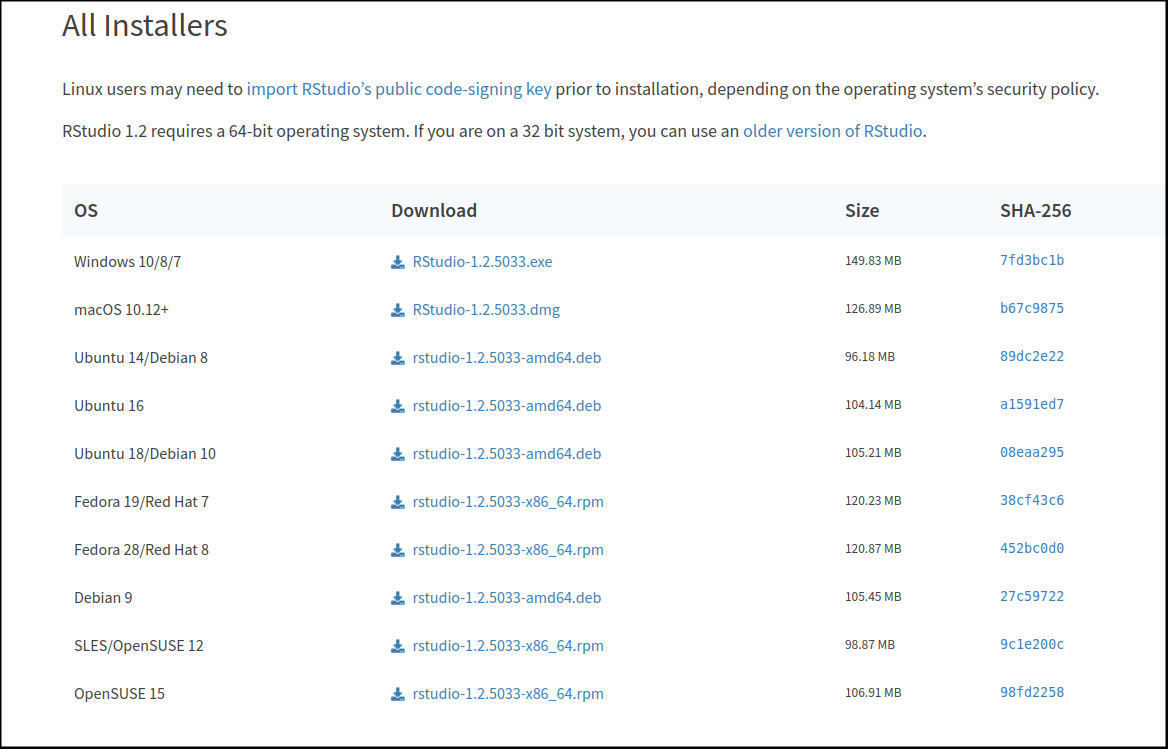 All Installers
Linux users may need to import RStudio’s public code-signing key prior to installation, depending on the operating system’s security policy.
RStudio 1.2 requires a 64-bit operating system. If you are on a 32 bit system, you can use an older version of RStudio.
OS Download Size SHA-256
Windows 10/8/7 RStudio-1.2.5033.exe 149.83 MB 7fd3bc1b
macOS 10.12+ RStudio-1.2.5033.dmg 126.89 MB b67c9875
Ubuntu 14/Debian 8 rstudio-1.2.5033-amd64.deb 96.18 MB 89dc2e22
Ubuntu 16 rstudio-1.2.5033-amd64.deb 104.14 MB a1591ed7
Ubuntu 18/Debian 10 rstudio-1.2.5033-amd64.deb 105.21 MB 08eaa295
Fedora 19/Red Hat 7 rstudio-1.2.5033-x86_64.rpm 120.23 MB 38cf43c6
Fedora 28/Red Hat 8 rstudio-1.2.5033-x86_64.rpm 120.87 MB 452bc0d0
Debian 9 rstudio-1.2.5033-amd64.deb 105.45 MB 27c59722
SLES/OpenSUSE 12 rstudio-1.2.5033-x86_64.rpm 98.87 MB 9c1e200c
OpenSUSE 15 rstudio-1.2.5033-x86_64.rpm 106.91 MB 98fd2258